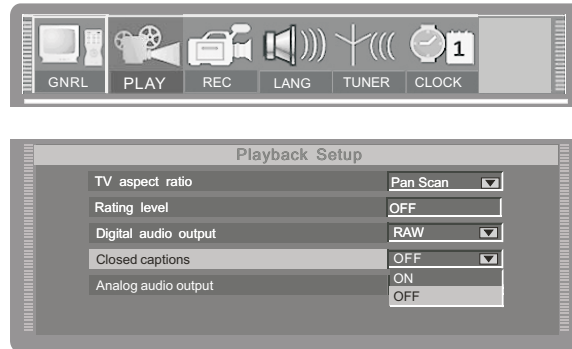 1
GNRL PLAY REC LANG TUNER CLOCK
Playback Setup
TV aspect ratio Pan Scan
Rating level OFF
Digital audio output RAW
Closed captions OFF
ON
Analog audio output
OFF